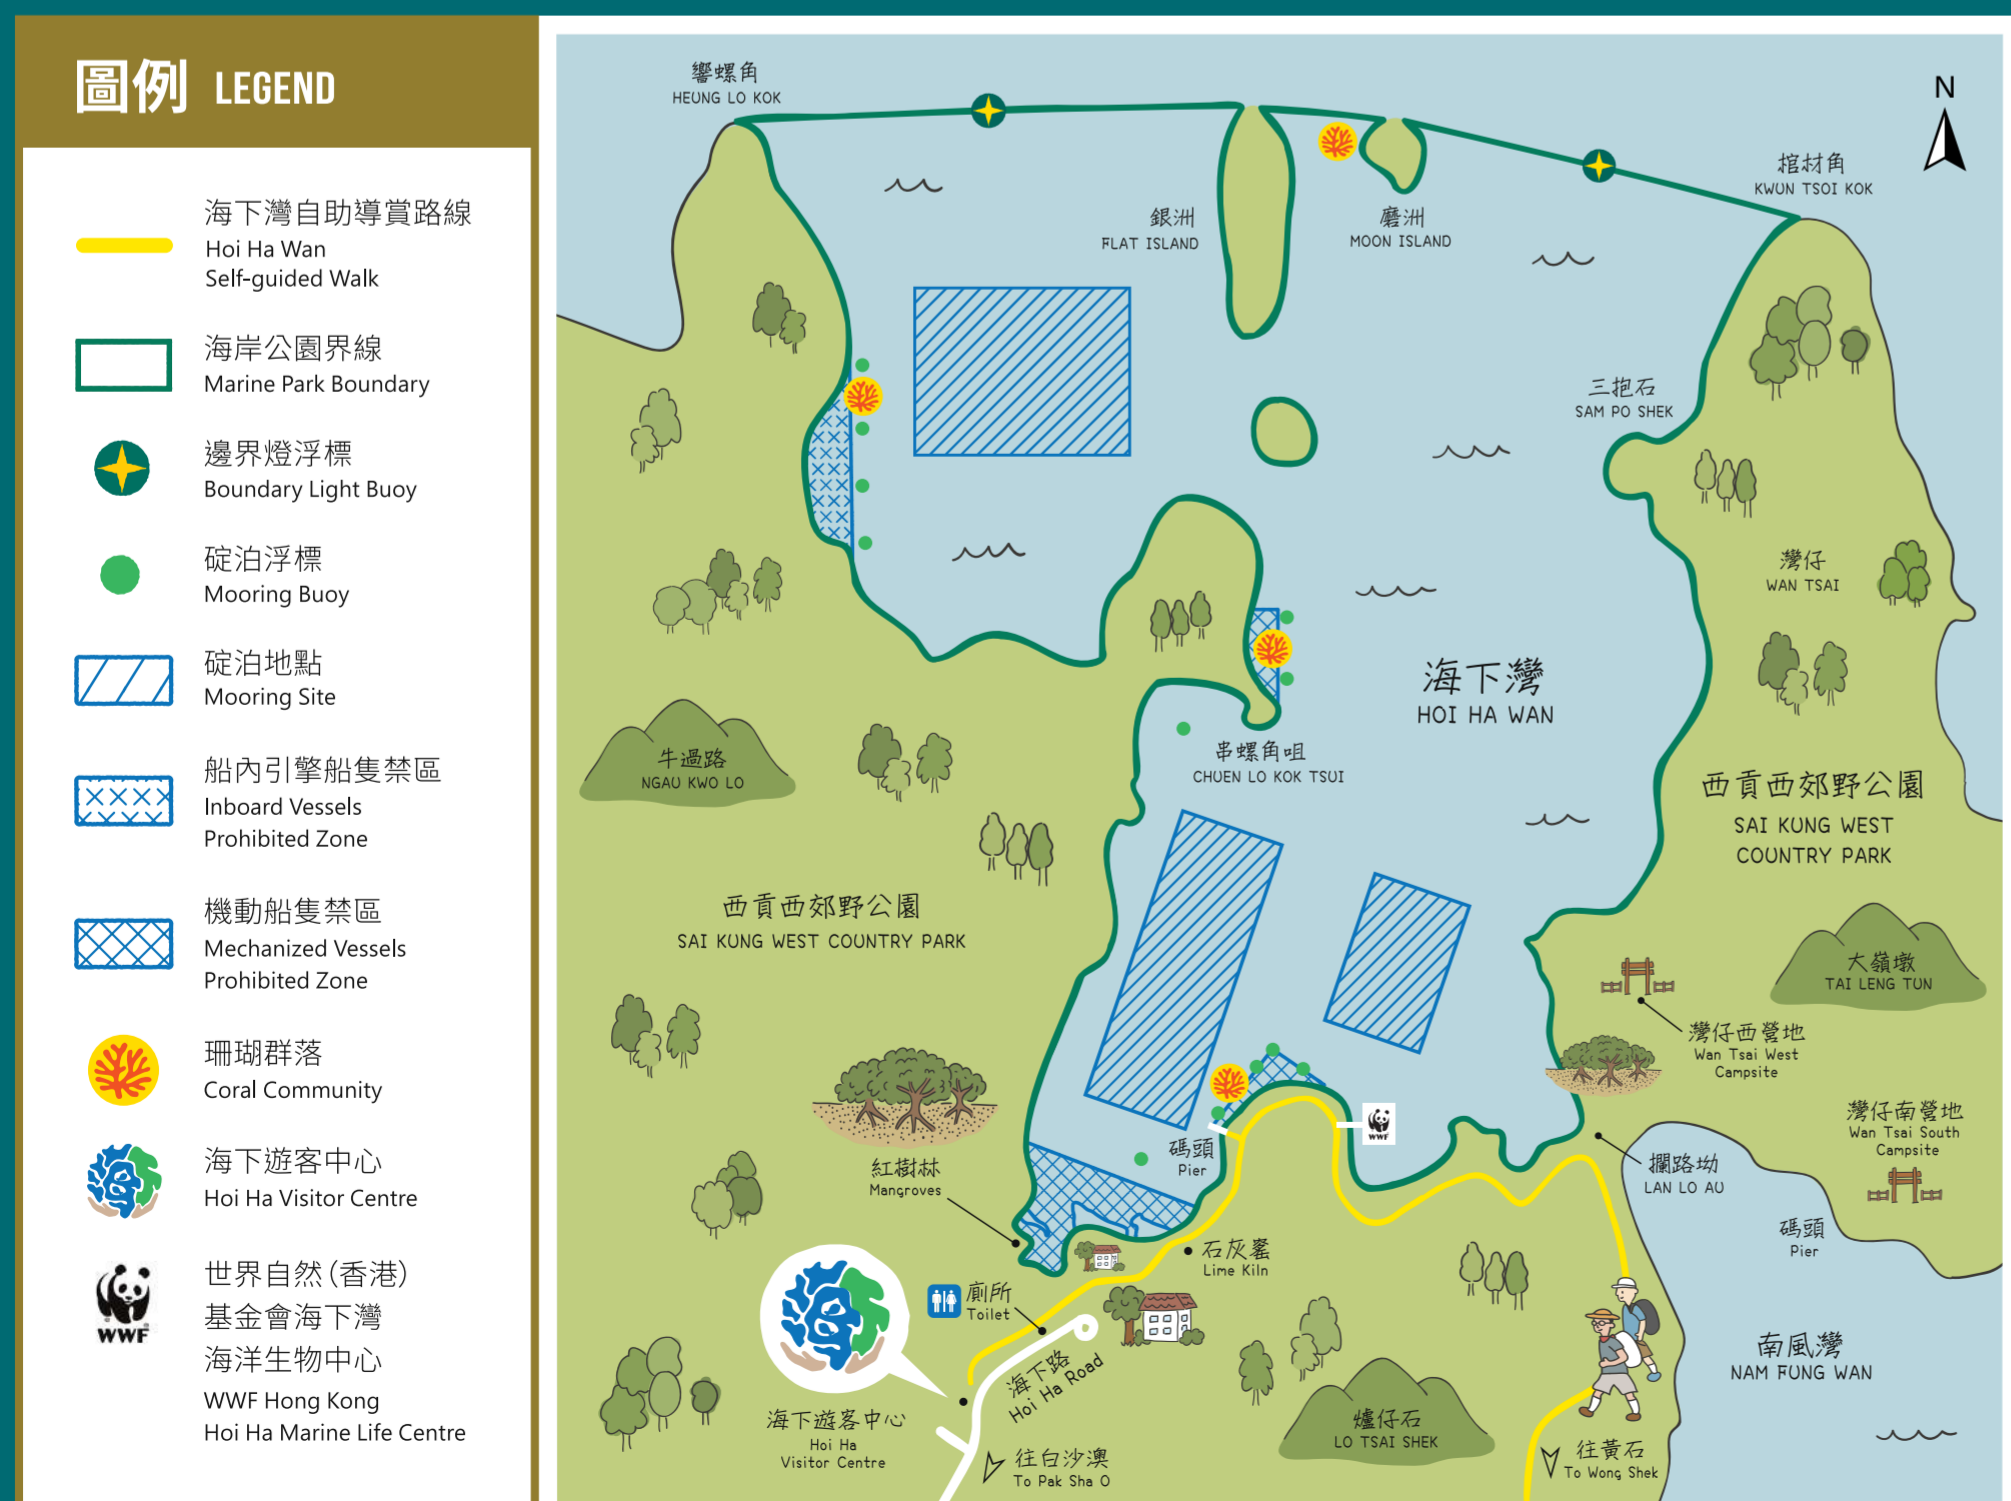 圖例 LEGEND
海下灣自助導賞路線
Hoi Ha Wan
Self-guided Walk
海岸公園界線
Marine Park Boundary
邊界燈浮標
Boundary Light Buoy
碇泊浮標
Mooring Buoy
碇泊地點
Mooring Site
船內引擎船隻禁區
Inboard Vessels
Prohibited Zone
機動船隻禁區
Mechanized Vessels
Prohibited Zone
珊瑚群落
Coral Community
海下遊客中心
Hoi Ha Visitor Centre
世界自然(香港)
基金會海下灣
海洋生物中心
WWF Hong Kong
Hoi Ha Marine Life Centre
WWF
響螺角
HEUNG LO KOK
N
棺材角
KWUN TSOI KOK
銀洲
FLAT ISLAND
磨洲
MOON ISLAND
三抱石
SAM PO SHEK
灣仔
WAN TSAI
海下灣
HOI HA WAN
牛過路
NGAU KWO LO
串螺角咀
CHUEN LO KOK TSUI
西貢西郊野公園
SAI KUNG WEST
COUNTRY PARK
西貢西郊野公園
SAI KUNG WEST COUNTRY PARK
大嶺墩
TAI LENG TUN
灣仔西營地
Wan Tsai West
Campsite
灣仔南營地
Wan Tsai South
Campsite
WWF
碼頭
Pier
紅樹林
Mangroves
攔路坳
LAN LO AU
碼頭
Pier
石灰窰
Lime Kiln
廁所
Toilet
海下路
Hoi Ha Road
南風灣
NAM FUNG WAN
海下遊客中心
Hoi Ha
Visitor Centre
爐仔石
LO TSAI SHEK
往白沙澳
To Pak Sha O
往黃石
To Wong Shek